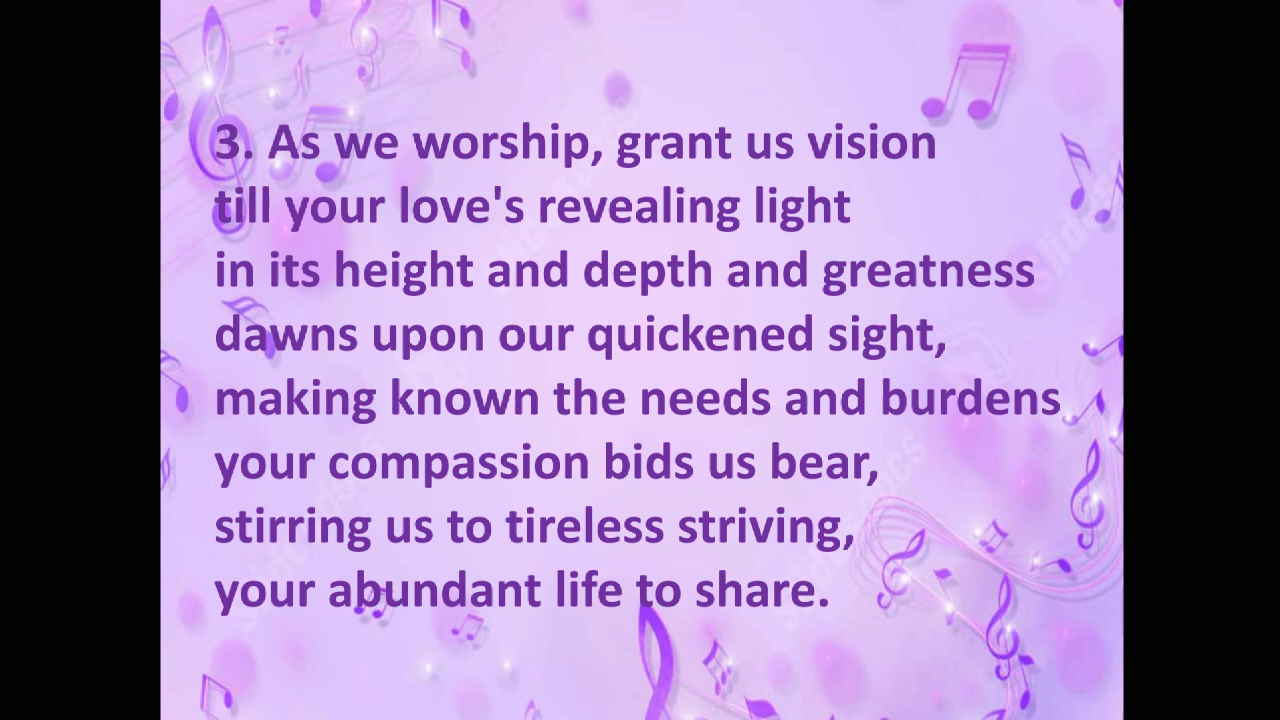 3. As we worship, grant us vision
till your love's revealing light
in its height and depth and greatness
dawns upon our quickened sight,
making known the needs and burdens
your compassion bids us bear,
stirring us to tireless striving,
your abundant life to share.